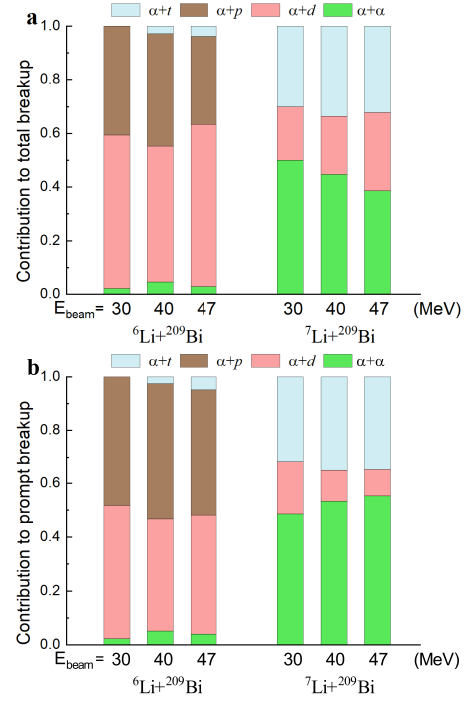 a
α+t α+p α+d α+α
Contribution to total breakup
1.0
0.8
0.6
0.4
0.2
0.0
E_beam= 30 40 47 30 40 47 (MeV)
⁶Li+²⁰⁹Bi ⁷Li+²⁰⁹Bi
b
α+t α+p α+d α+α
Contribution to prompt breakup
1.0
0.8
0.6
0.4
0.2
0.0
E_beam= 30 40 47 30 40 47 (MeV)
⁶Li+²⁰⁹Bi ⁷Li+²⁰⁹Bi